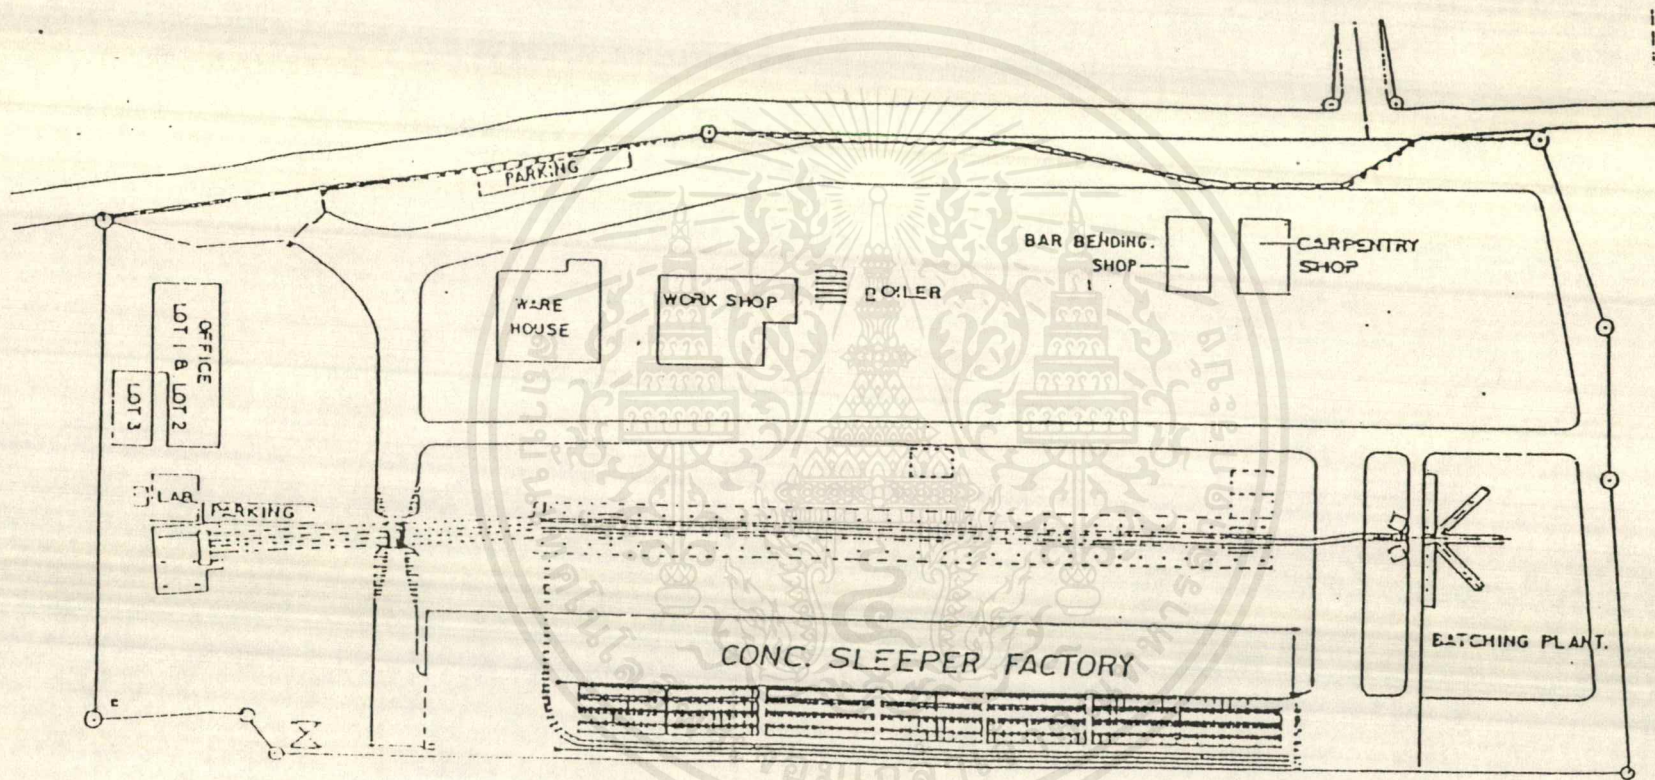 PARKING
BAR BENDING.
SHOP
CARPENTRY
SHOP
WARE
HOUSE
WORK SHOP
BOILER
OFFICE
LOT 1 & LOT 2
LOT 3
LAB.
PARKING
CONC. SLEEPER FACTORY
BATCHING PLANT.